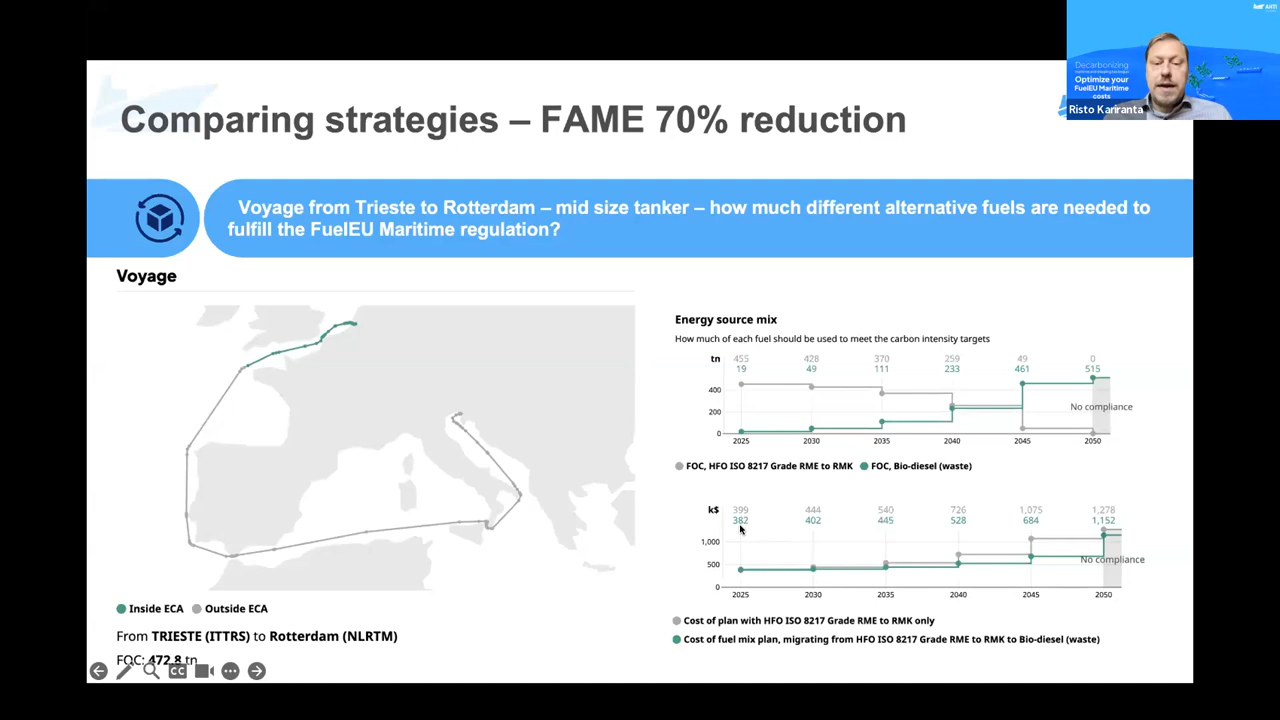 Comparing strategies – FAME 70% reduction
Decarbonizing
Optimize your
FuelEU Maritime
costs
Risto Kariranta
Voyage from Trieste to Rotterdam – mid size tanker – how much different alternative fuels are needed to
fulfill the FuelEU Maritime regulation?
Voyage
Inside ECA Outside ECA
From TRIESTE (ITTRS) to Rotterdam (NLRTM)
FOC: 472.8 tn
CC
Energy source mix
How much of each fuel should be used to meet the carbon intensity targets
tn 455 428 370 259 49 0
19 49 111 233 461 515
400
200
0
No compliance
2025 2030 2035 2040 2045 2050
FOC, HFO ISO 8217 Grade RME to RMK FOC, Bio-diesel (waste)
k$ 399 444 540 726 1,075 1,278
382 402 445 528 684 1,152
1,000
500
0
No compliance
2025 2030 2035 2040 2045 2050
Cost of plan with HFO ISO 8217 Grade RME to RMK only
Cost of fuel mix plan, migrating from HFO ISO 8217 Grade RME to RMK to Bio-diesel (waste)